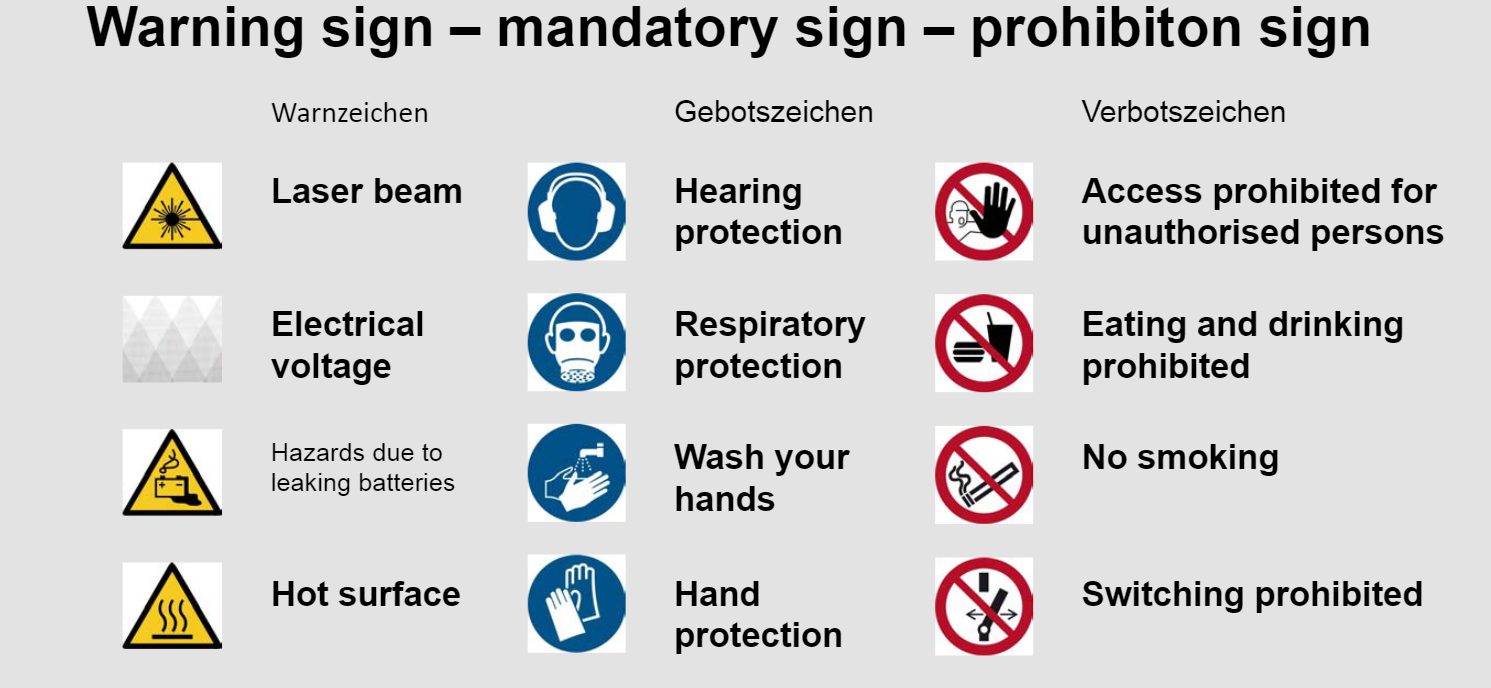 Warning sign – mandatory sign – prohibiton sign
Warnzeichen
Laser beam
Electrical
voltage
Hazards due to
leaking batteries
Hot surface
Gebotszeichen
Hearing
protection
Respiratory
protection
Wash your
hands
Hand
protection
Verbotszeichen
Access prohibited for
unauthorised persons
Eating and drinking
prohibited
No smoking
Switching prohibited